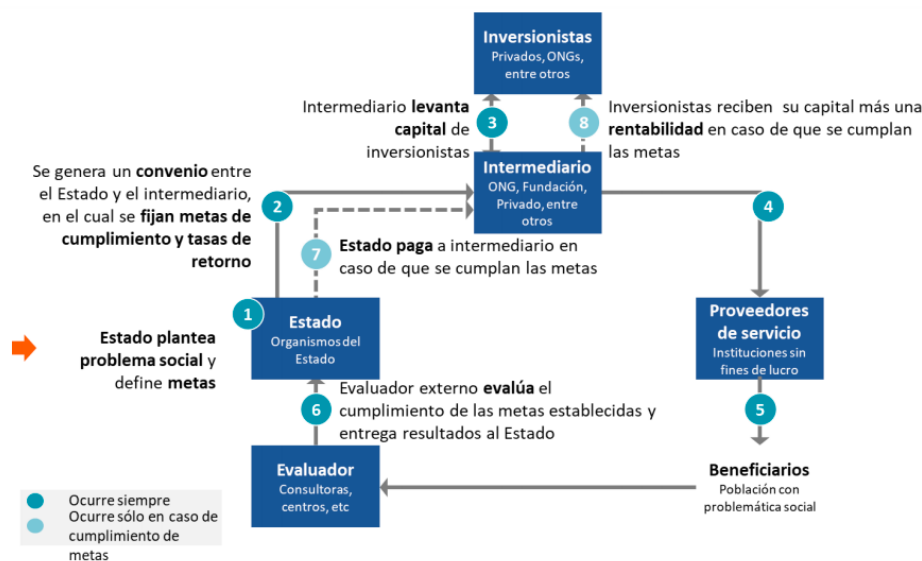 Inversionistas
Privados, ONGs,
entre otros
Intermediario levanta
capital de
inversionistas
3
8
Inversionistas reciben su capital más una
rentabilidad en caso de que se cumplan
las metas
Se genera un convenio entre
el Estado y el intermediario,
en el cual se fijan metas de
cumplimiento y tasas de
retorno
2
Intermediario
ONG, Fundación,
Privado, entre
otros
4
7
Estado paga a intermediario en
caso de que se cumplan las metas
1
Estado plantea
problema social y
define metas
Estado
Organismos del
Estado
Proveedores
de servicio
Instituciones sin
fines de lucro
6
Evaluador externo evalúa el
cumplimiento de las metas establecidas y
entrega resultados al Estado
5
Evaluador
Consultoras,
centros, etc
Beneficiarios
Población con
problemática social
Ocurre siempre
Ocurre sólo en caso de
cumplimiento de
metas